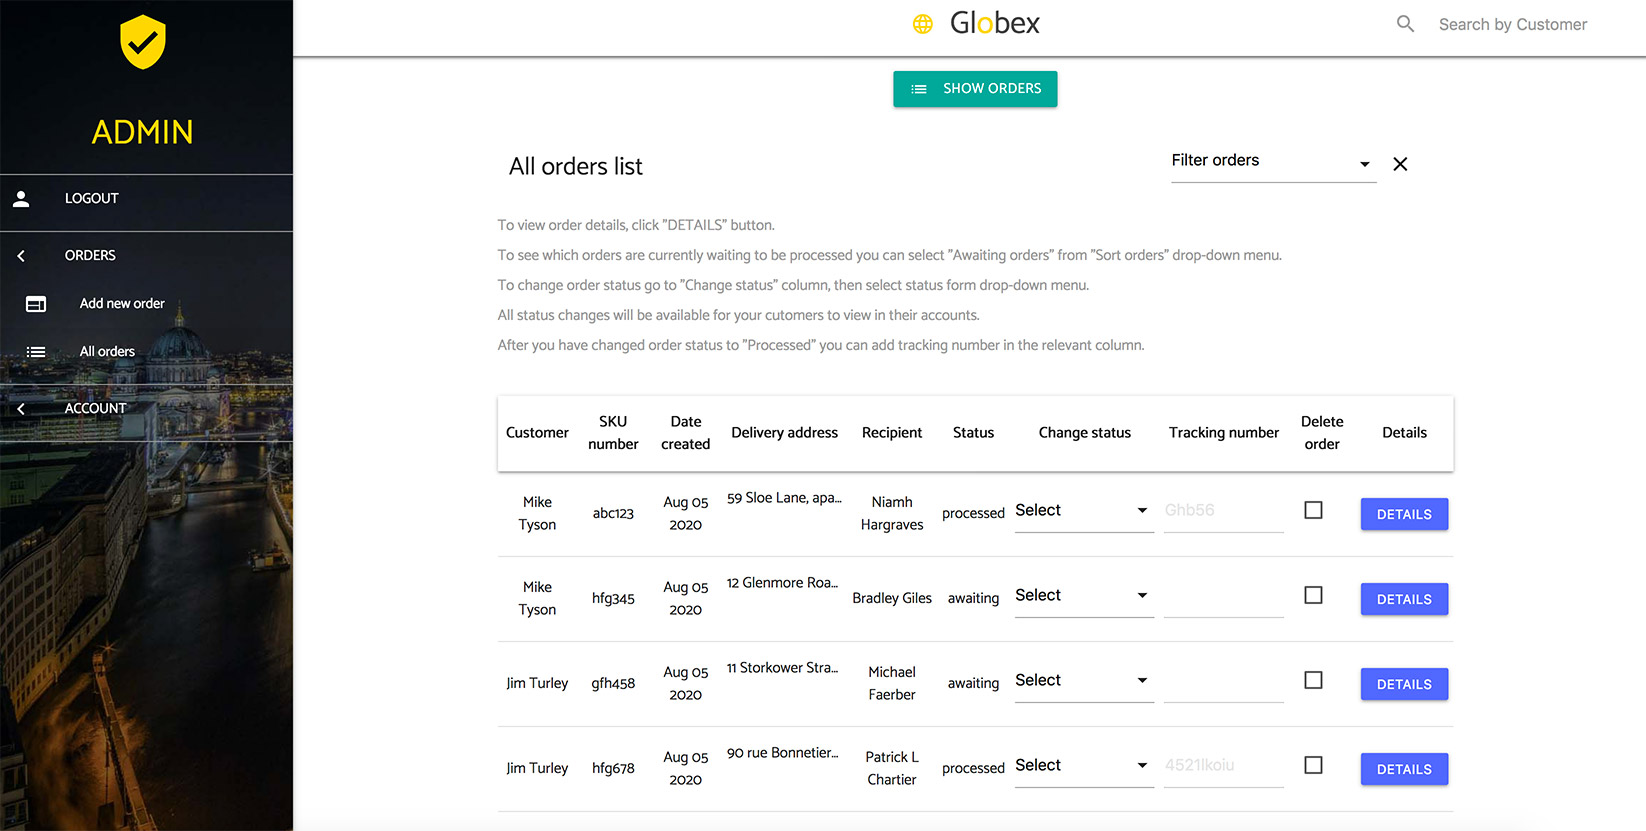 ADMIN
LOGOUT
ORDERS
Add new order
All orders
ACCOUNT
Globex
Search by Customer
SHOW ORDERS
All orders list
Filter orders
To view order details, click "DETAILS" button.
To see which orders are currently waiting to be processed you can select "Awaiting orders" from "Sort orders" drop-down menu.
To change order status go to "Change status" column, then select status form drop-down menu.
All status changes will be available for your cutomers to view in their accounts.
After you have changed order status to "Processed" you can add tracking number in the relevant column.
Customer SKU number Date created Delivery address Recipient Status Change status Tracking number Delete order Details
Mike Tyson abc123 Aug 05 2020 59 Sloe Lane, apa... Niamh Hargraves processed Select Ghb56 DETAILS
Mike Tyson hfg345 Aug 05 2020 12 Glenmore Roa... Bradley Giles awaiting Select DETAILS
Jim Turley gfh458 Aug 05 2020 11 Storkower Stra... Michael Faerber awaiting Select DETAILS
Jim Turley hfg678 Aug 05 2020 90 rue Bonnetier... Patrick L Chartier processed Select 4521lkoiu DETAILS